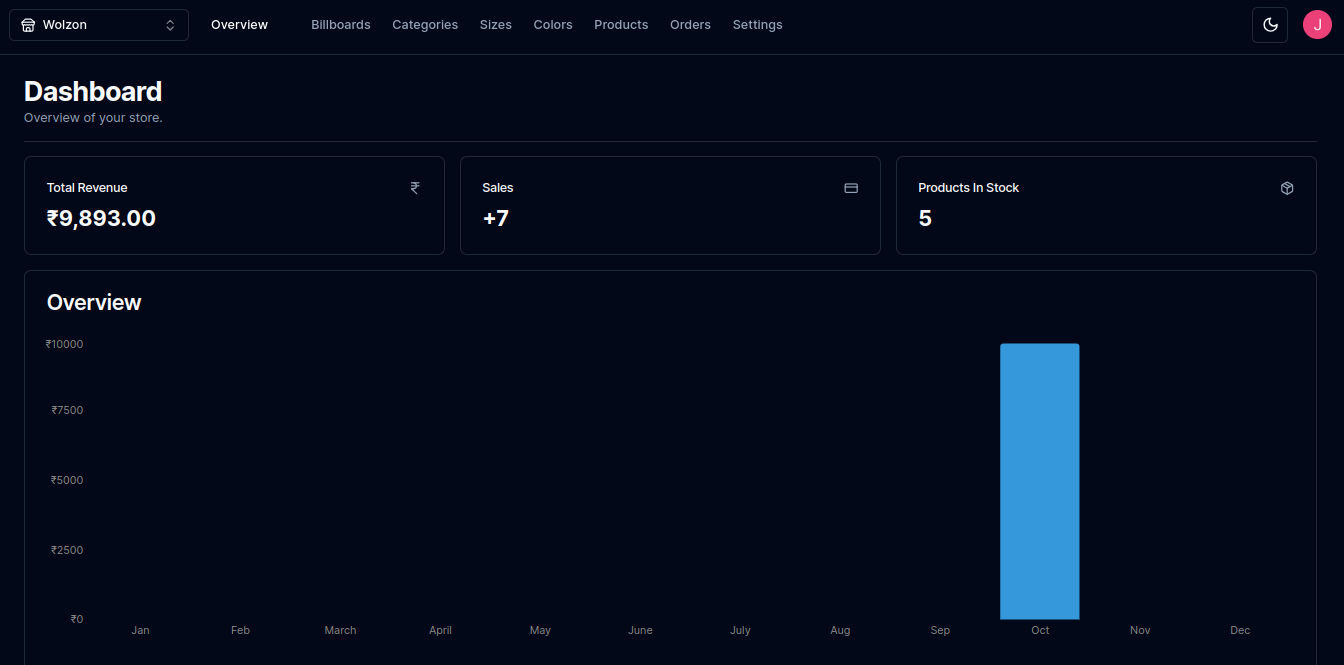 Wolzon Overview Billboards Categories Sizes Colors Products Orders Settings J
Dashboard
Overview of your store.
Total Revenue ₹
₹9,893.00
Sales
+7
Products In Stock
5
Overview
₹10000
₹7500
₹5000
₹2500
₹0
Jan Feb March April May June July Aug Sep Oct Nov Dec